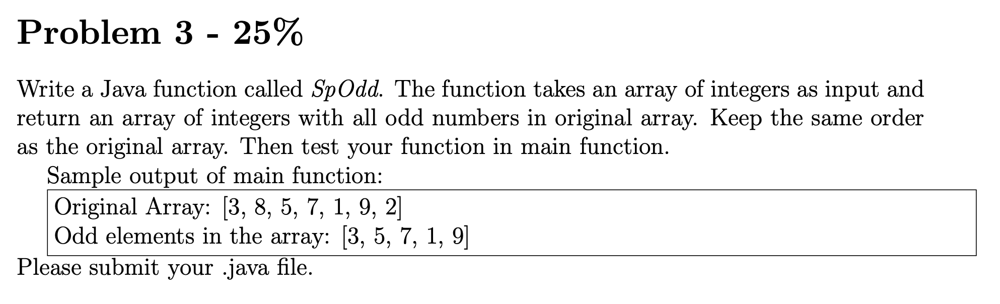 Problem 3 - 25%
Write a Java function called SpOdd. The function takes an array of integers as input and
return an array of integers with all odd numbers in original array. Keep the same order
as the original array. Then test your function in main function.
Sample output of main function:
Original Array: [3, 8, 5, 7, 1, 9, 2]
Odd elements in the array: [3, 5, 7, 1, 9]
Please submit your .java file.